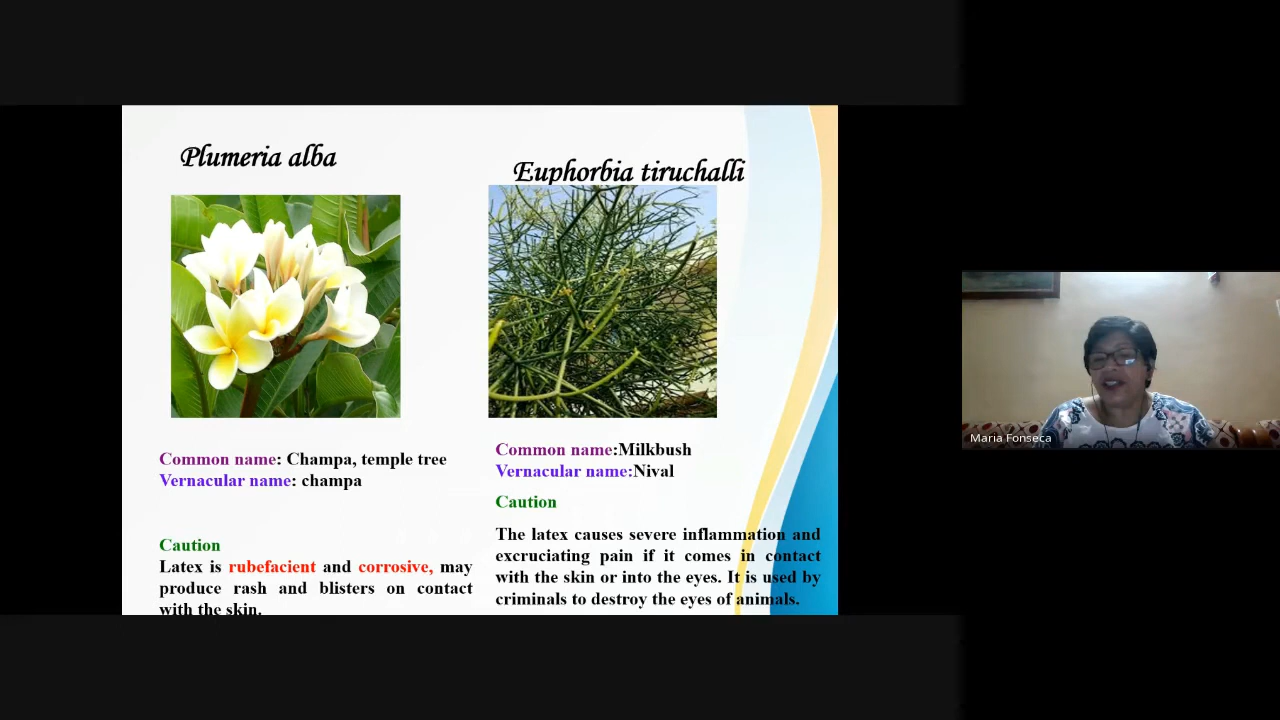 Plumeria alba
Common name: Champa, temple tree
Vernacular name: champa
Caution
Latex is rubefacient and corrosive, may
produce rash and blisters on contact
with the skin.
Euphorbia tiruchalli
Common name:Milkbush
Vernacular name:Nival
Caution
The latex causes severe inflammation and
excruciating pain if it comes in contact
with the skin or into the eyes. It is used by
criminals to destroy the eyes of animals.
Maria Fonseca